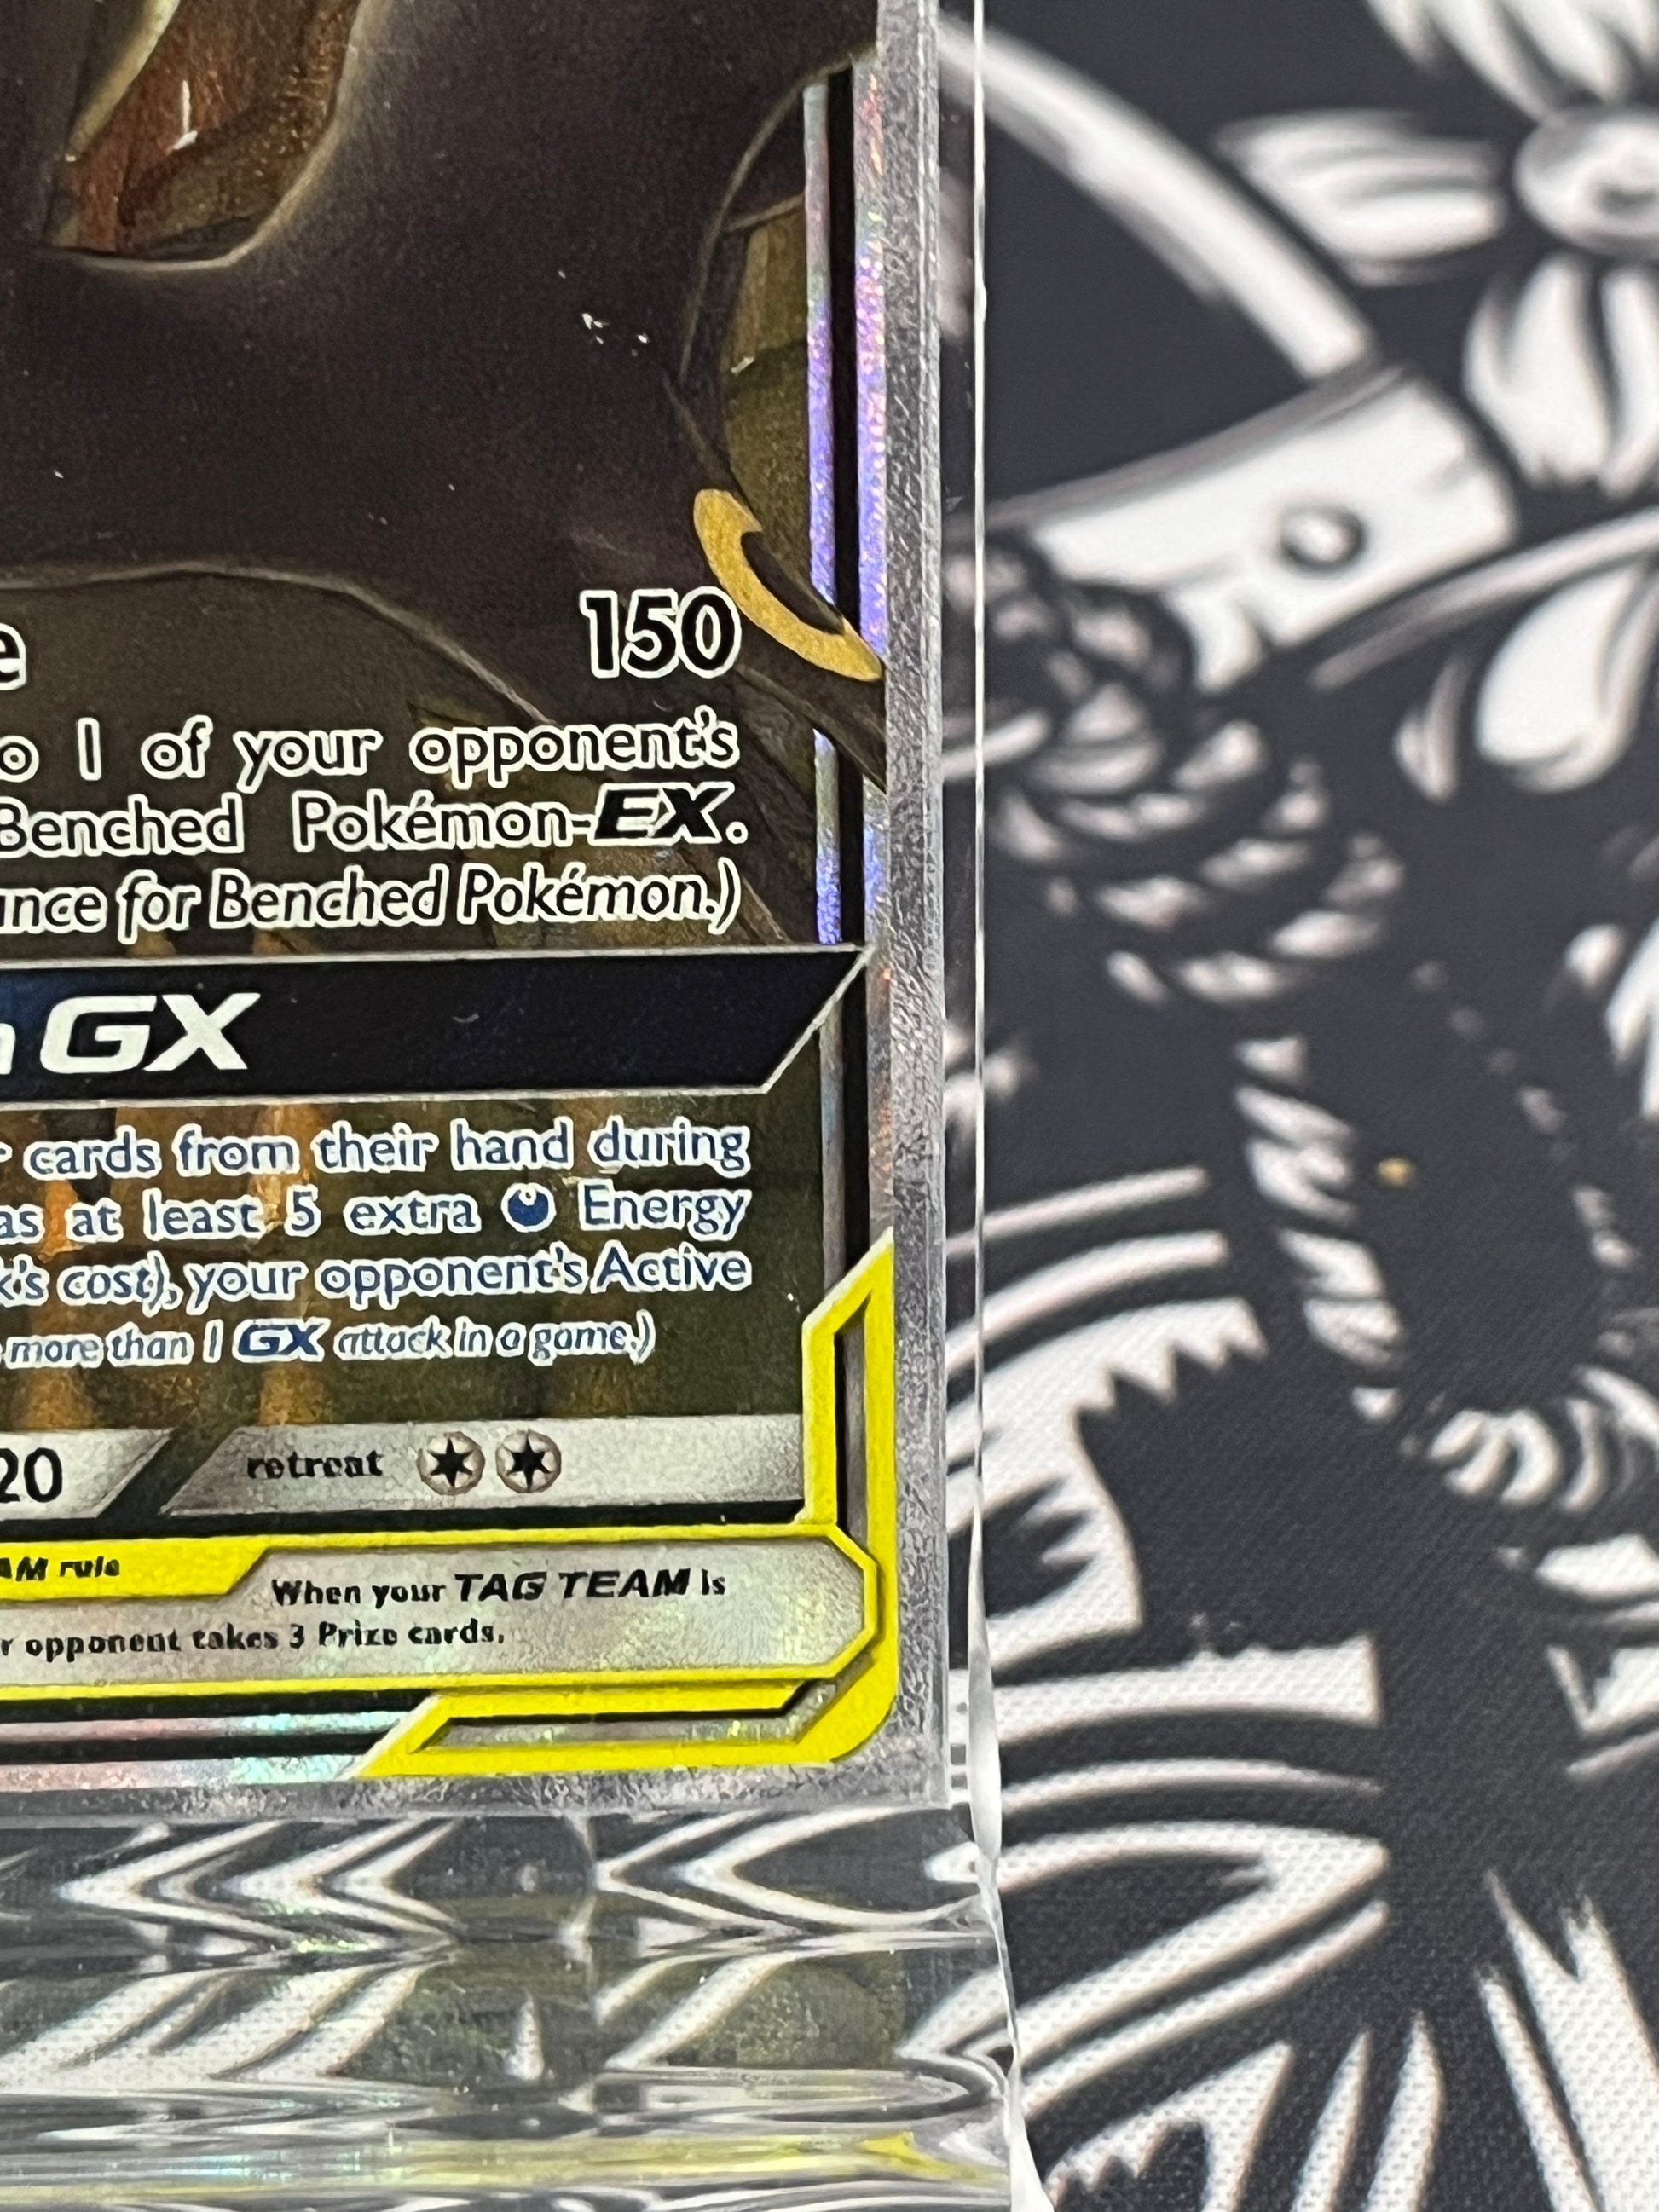 e 150
o 1 of your opponent's
Benched Pokémon-EX.
ance for Benched Pokémon.)
n GX
r cards from their hand during
as at least 5 extra Energy
k's cost), your opponent's Active
more than 1 GX attack in a game.)
20 retreat
AM rule When your TAG TEAM is
r opponent takes 3 Prize cards.